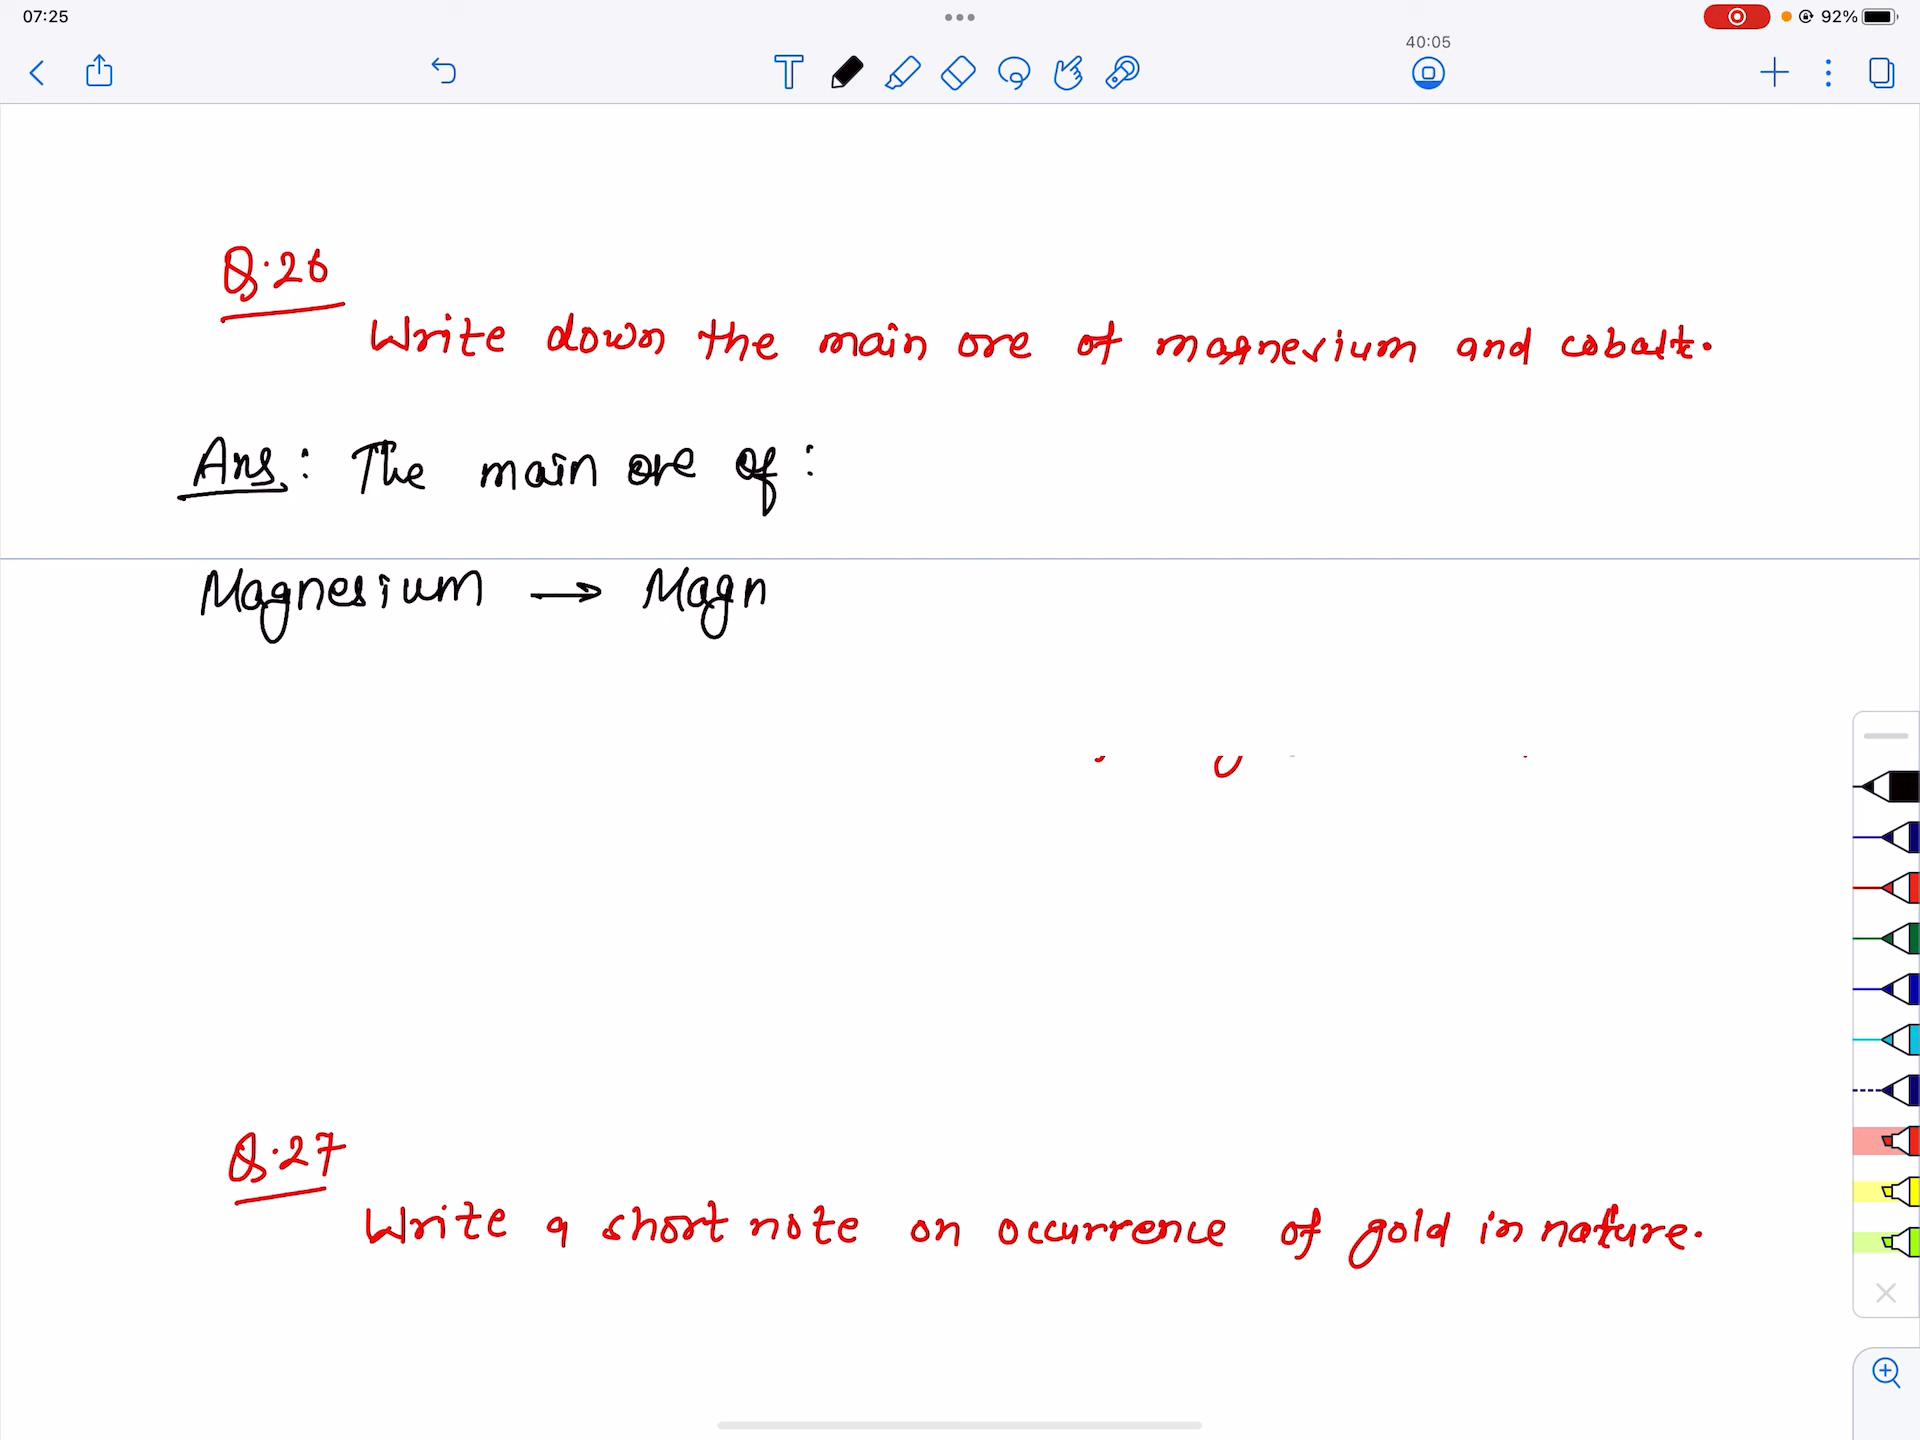 07:25
92%
40:05
Q.26
Write down the main ore of magnesium and cobalt.
Ans: The main ore of:
Magnesium → Magn
Q.27
Write a short note on occurrence of gold in nature.